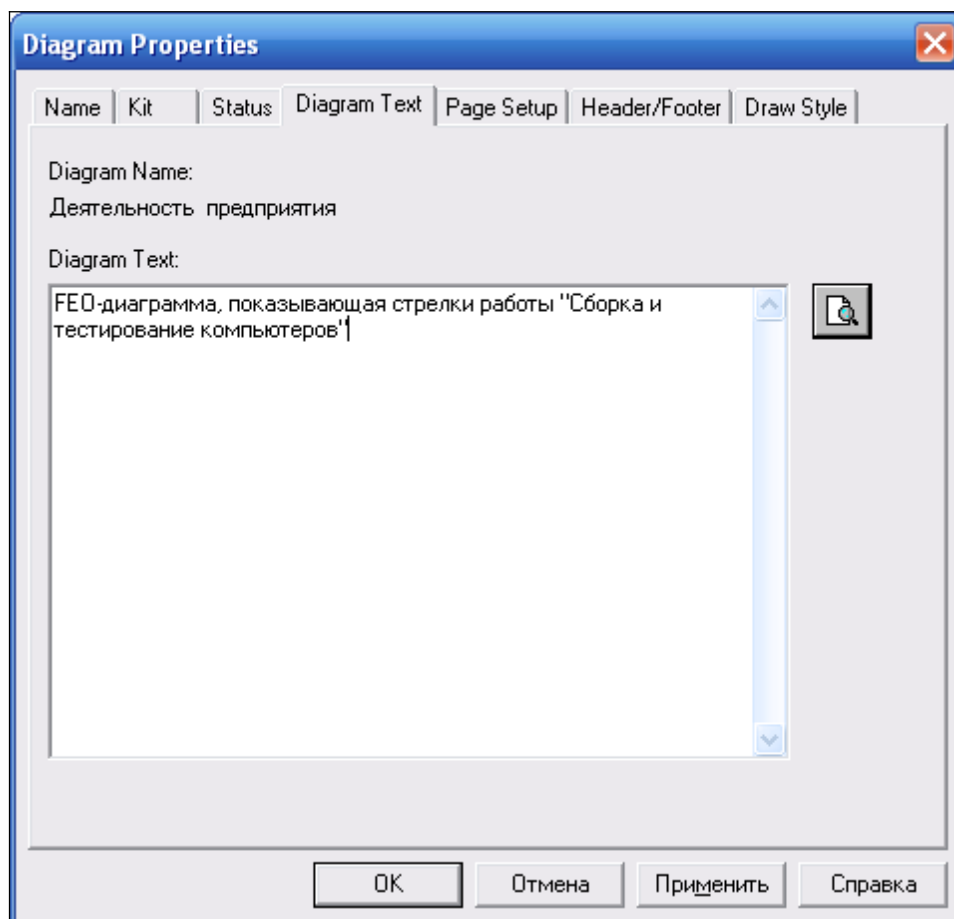 Diagram Properties
Name Kit Status Diagram Text Page Setup Header/Footer Draw Style
Diagram Name:
Деятельность предприятия
Diagram Text:
FEO-диаграмма, показывающая стрелки работы "Сборка и
тестирование компьютеров"
OK Отмена Применить Справка